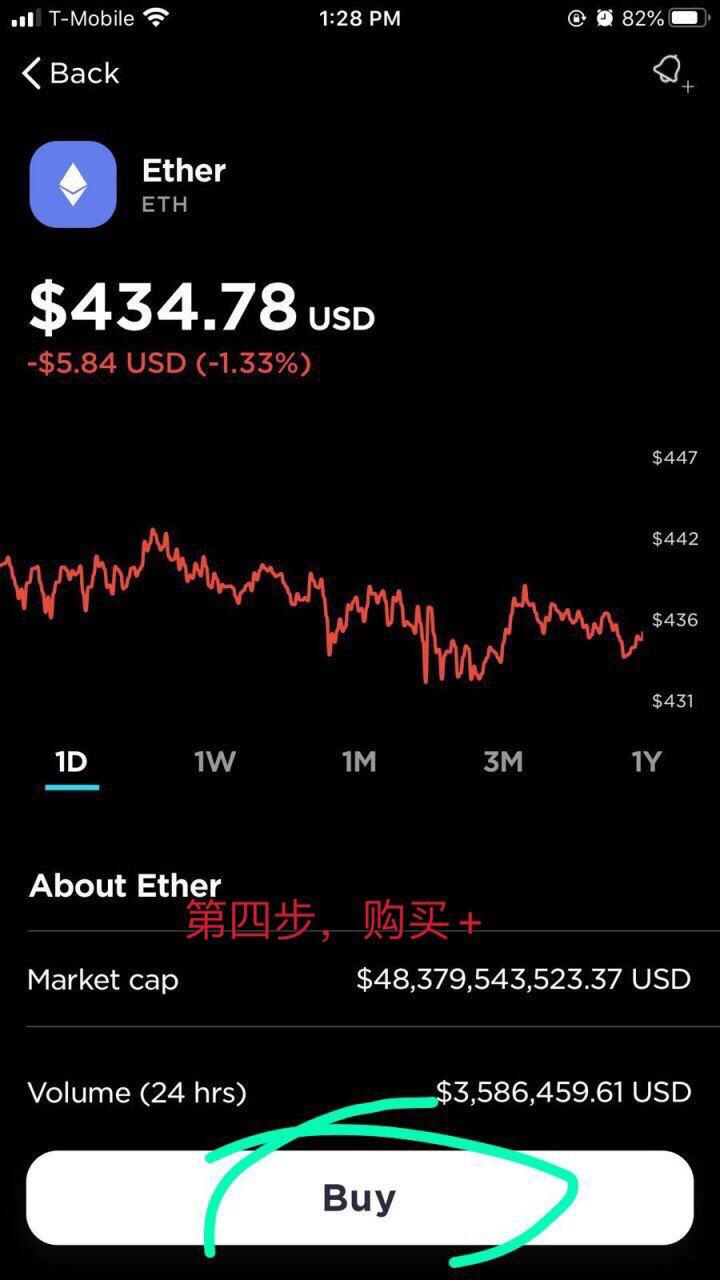 T-Mobile 1:28 PM 82%
Back
Ether
ETH
$434.78 USD
-$5.84 USD (-1.33%)
$447
$442
$436
$431
1D 1W 1M 3M 1Y
About Ether
第四步，购买+
Market cap $48,379,543,523.37 USD
Volume (24 hrs) $3,586,459.61 USD
Buy